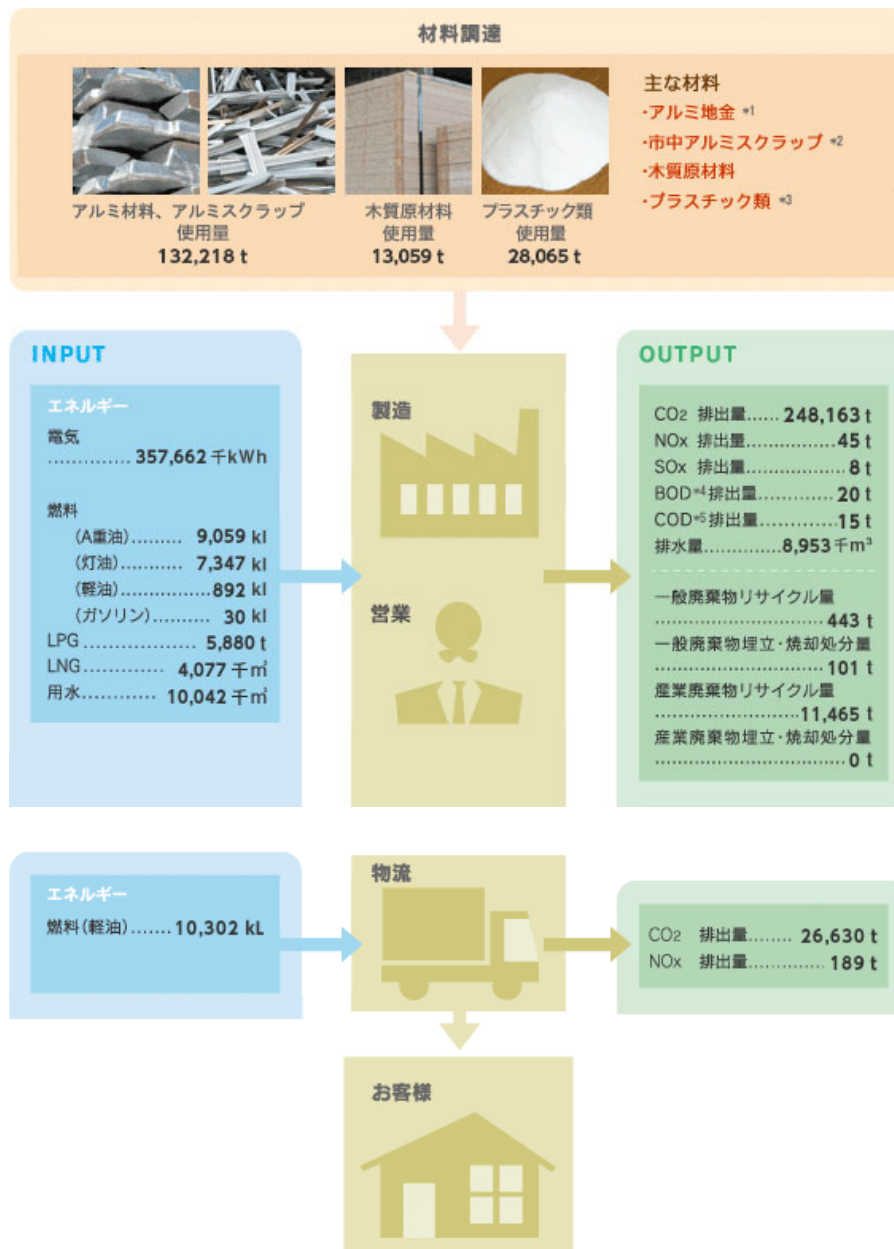 材料調達
主な材料
・アルミ地金 *1
・市中アルミスクラップ *2
・木質原材料
・プラスチック類 *3
アルミ材料、アルミスクラップ
使用量
132,218 t
木質原材料
使用量
13,059 t
プラスチック類
使用量
28,065 t
INPUT
エネルギー
電気
.............. 357,662 千kWh
燃料
(A重油)......... 9,059 kl
(灯油)........... 7,347 kl
(軽油)................892 kl
(ガソリン).......... 30 kl
LPG .................. 5,880 t
LNG ............. 4,077 千㎥
用水............ 10,042 千㎥
製造
営業
OUTPUT
CO2 排出量...... 248,163 t
NOx 排出量...............45 t
SOx 排出量.................. 8 t
BOD*4排出量............. 20 t
COD*5排出量.............15 t
排水量..............8,953 千m³
一般廃棄物リサイクル量
.............................. 443 t
一般廃棄物埋立・焼却処分量
.............................. 101 t
産業廃棄物リサイクル量
..........................11,465 t
産業廃棄物埋立・焼却処分量
.................................. 0 t
エネルギー
燃料(軽油)....... 10,302 kL
物流
CO2 排出量........ 26,630 t
NOx 排出量.............. 189 t
お客様